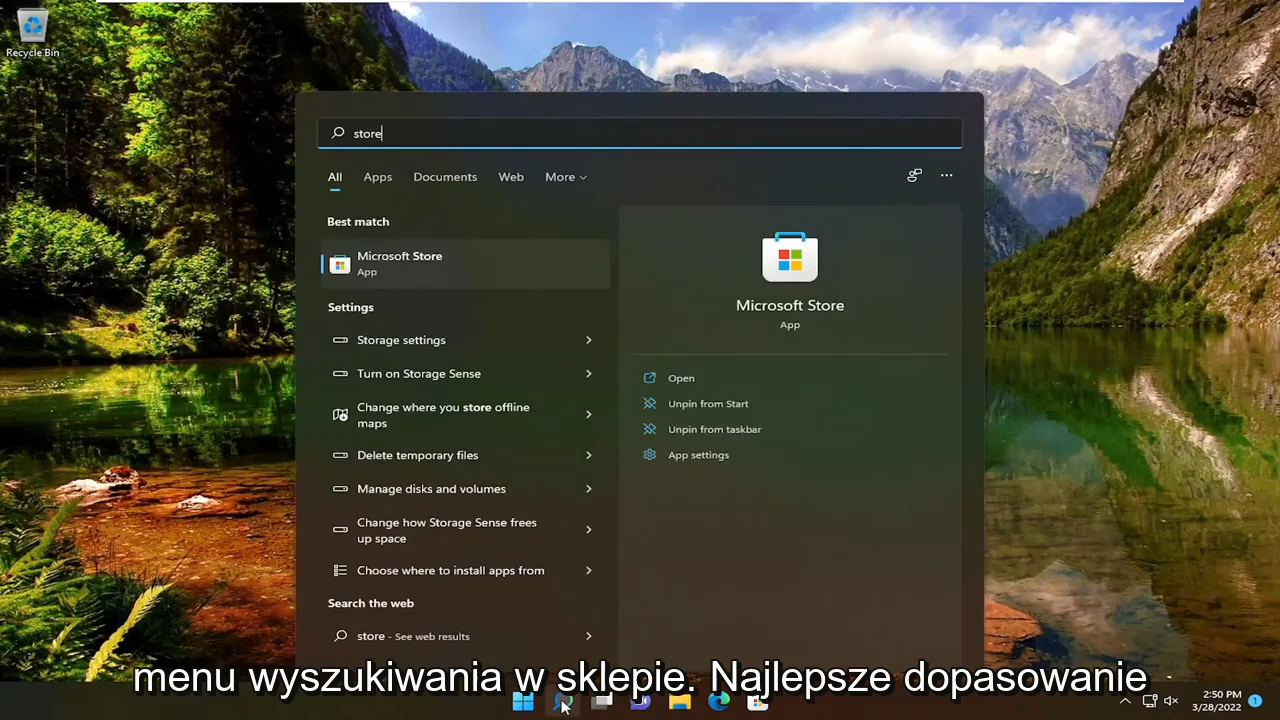 Recycle Bin
store
All Apps Documents Web More
Best match
Microsoft Store
App
Settings
Storage settings
Turn on Storage Sense
Change where you store offline
maps
Delete temporary files
Manage disks and volumes
Change how Storage Sense frees
up space
Choose where to install apps from
Search the web
store - See web results
Microsoft Store
App
Open
Unpin from Start
Unpin from taskbar
App settings
menu wyszukiwania w sklepie. Najlepsze dopasowanie
2:50 PM
3/28/2022
1